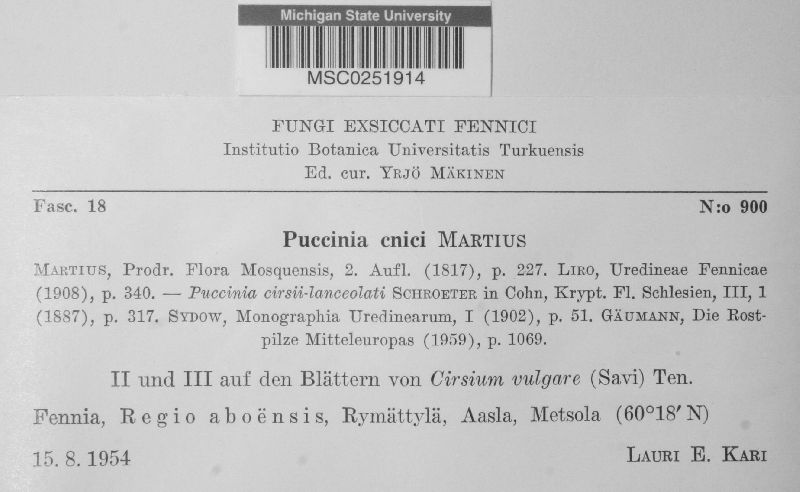 Michigan State University
MSC0251914
FUNGI EXSICCATI FENNICI
Institutio Botanica Universitatis Turkuensis
Ed. cur. YRJÖ MÄKINEN
Fasc. 18 N:o 900
Puccinia cnici MARTIUS
MARTIUS, Prodr. Flora Mosquensis, 2. Aufl. (1817), p. 227. LIRO, Uredineae Fennicae
(1908), p. 340. — Puccinia cirsii-lanceolati SCHROETER in Cohn, Krypt. Fl. Schlesien, III, 1
(1887), p. 317. SYDOW, Monographia Uredinearum, I (1902), p. 51. GÄUMANN, Die Rost-
pilze Mitteleuropas (1959), p. 1069.
II und III auf den Blättern von Cirsium vulgare (Savi) Ten.
Fennia, Regio aboënsis, Rymättylä, Aasla, Metsola (60°18′ N)
15. 8. 1954 LAURI E. KARI